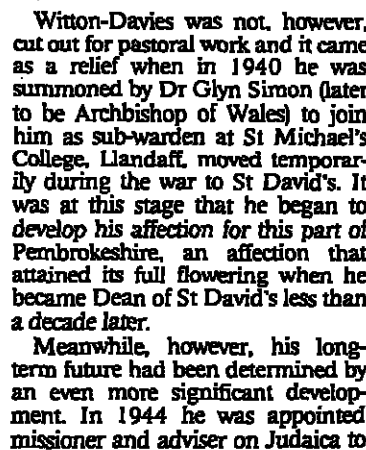 Witton-Davies was not, however,
cut out for pastoral work and it came
as a relief when in 1940 he was
summoned by Dr Glyn Simon (later
to be Archbishop of Wales) to join
him as sub-warden at St Michael's
College, Llandaff, moved temporar-
ily during the war to St David's. It
was at this stage that he began to
develop his affection for this part of
Pembrokeshire, an affection that
attained its full flowering when he
became Dean of St David's less than
a decade later.
Meanwhile, however, his long-
term future had been determined by
an even more significant develop-
ment. In 1944 he was appointed
missioner and adviser on Judaica to